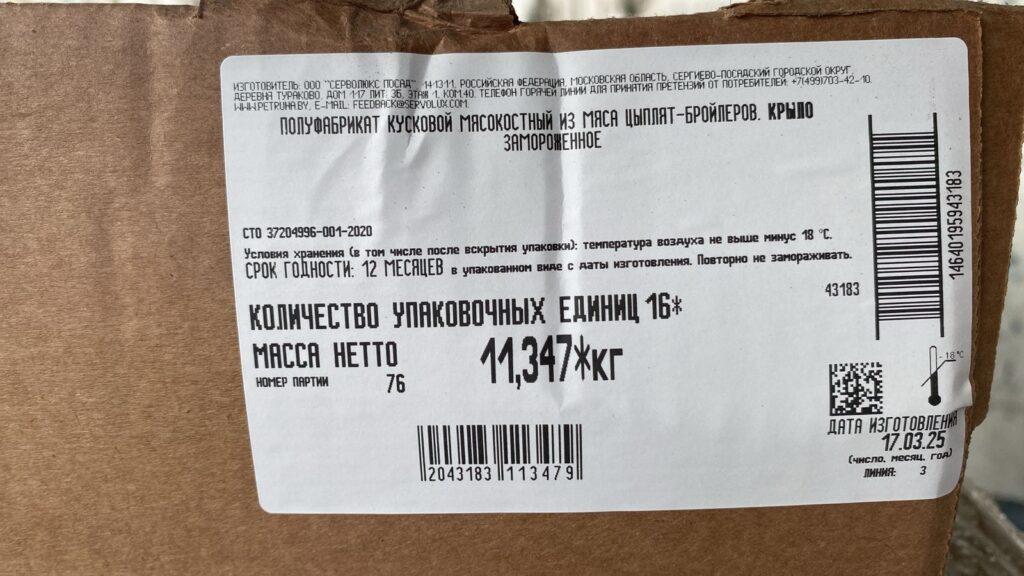 ИЗГОТОВИТЕЛЬ: ООО "СЕРВОЛЮКС ПОСАД", 141311, РОССИЙСКАЯ ФЕДЕРАЦИЯ, МОСКОВСКАЯ ОБЛАСТЬ, СЕРГИЕВО-ПОСАДСКИЙ ГОРОДСКОЙ ОКРУГ,
ДЕРЕВНЯ ТУРАКОВО, ДОМ 117 ЛИТ. 3Б, ЭТАЖ 1, КОМ.40. ТЕЛЕФОН ГОРЯЧЕЙ ЛИНИИ ДЛЯ ПРИНЯТИЯ ПРЕТЕНЗИЙ ОТ ПОТРЕБИТЕЛЕЙ: +7(499)703-42-10.
WWW.PETRUHA.BY, E-MAIL: FEEDBACK@SERVOLUX.COM
ПОЛУФАБРИКАТ КУСКОВОЙ МЯСОКОСТНЫЙ ИЗ МЯСА ЦЫПЛЯТ-БРОЙЛЕРОВ. КРЫЛО
ЗАМОРОЖЕННОЕ
СТО 37204996-001-2020
Условия хранения (в том числе после вскрытия упаковки): температура воздуха не выше минус 18 °C.
СРОК ГОДНОСТИ: 12 МЕСЯЦЕВ в упакованном виде с даты изготовления. Повторно не замораживать.
43183
14640195943183
КОЛИЧЕСТВО УПАКОВОЧНЫХ ЕДИНИЦ 16*
МАССА НЕТТО 11,347*кг
НОМЕР ПАРТИИ 76
-18°C
ДАТА ИЗГОТОВЛЕНИЯ
17.03.25
(число, месяц, год)
ЛИНИЯ: 3
2043183 113479